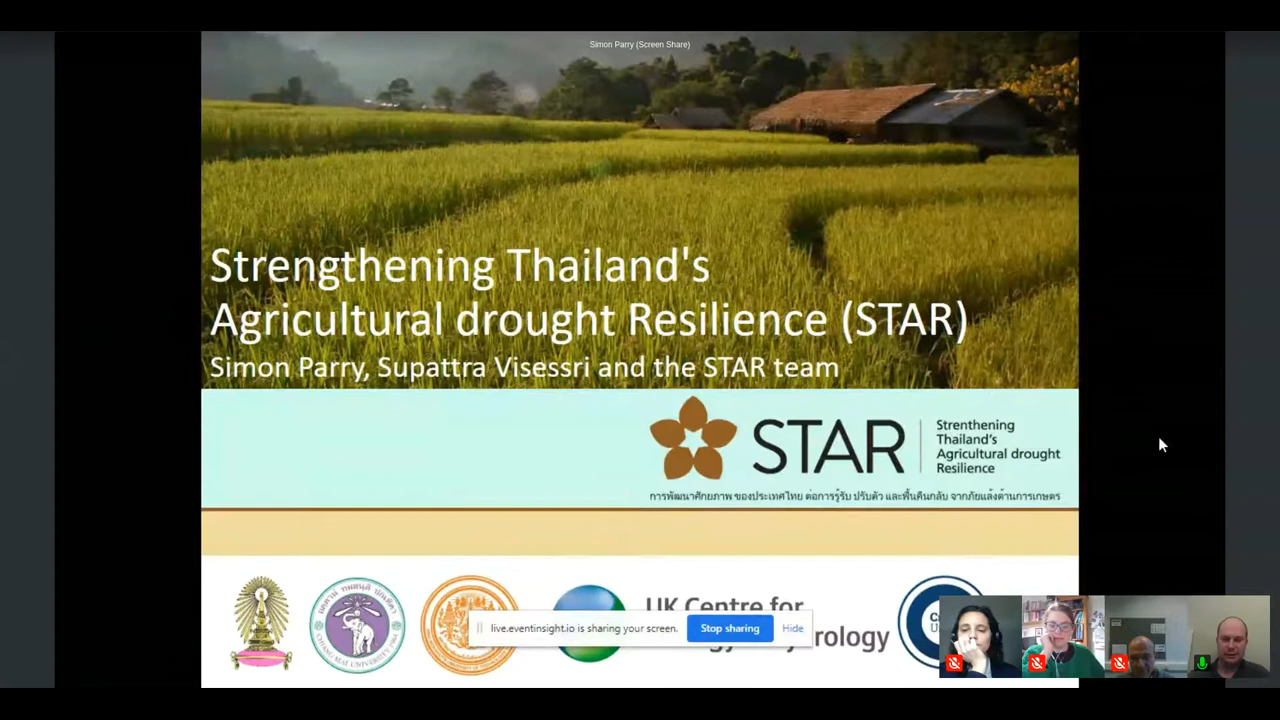 Simon Parry (Screen Share)
Strengthening Thailand's
Agricultural drought Resilience (STAR)
Simon Parry, Supattra Visessri and the STAR team
STAR
Strenthening
Thailand's
Agricultural drought
Resilience
การพัฒนาศักยภาพ ของประเทศไทย ต่อการรู้รับ ปรับตัว และฟื้นคืนกลับ จากภัยแล้งด้านการเกษตร
UK Centre for
live.eventinsight.io is sharing your screen.
Stop sharing
Hide